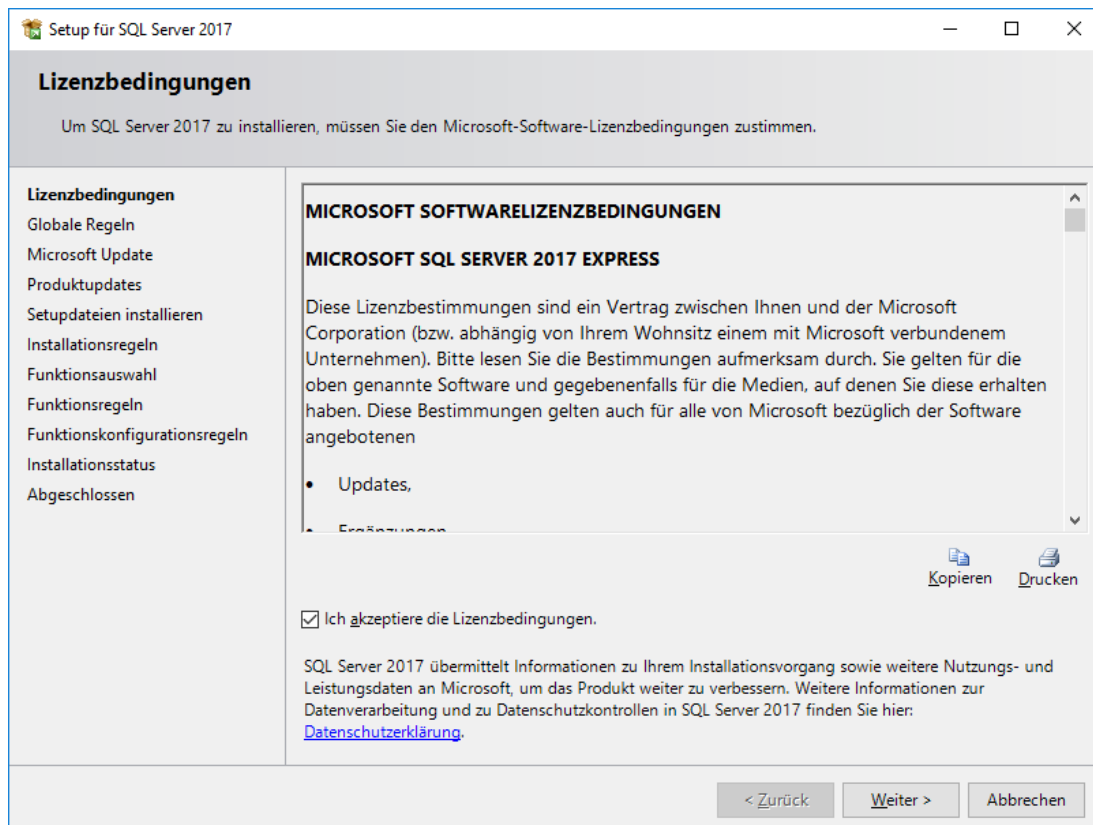 Setup für SQL Server 2017
Lizenzbedingungen
Um SQL Server 2017 zu installieren, müssen Sie den Microsoft-Software-Lizenzbedingungen zustimmen.
Lizenzbedingungen
Globale Regeln
Microsoft Update
Produktupdates
Setupdateien installieren
Installationsregeln
Funktionsauswahl
Funktionsregeln
Funktionskonfigurationsregeln
Installationsstatus
Abgeschlossen
MICROSOFT SOFTWARELIZENZBEDINGUNGEN
MICROSOFT SQL SERVER 2017 EXPRESS
Diese Lizenzbestimmungen sind ein Vertrag zwischen Ihnen und der Microsoft
Corporation (bzw. abhängig von Ihrem Wohnsitz einem mit Microsoft verbundenem
Unternehmen). Bitte lesen Sie die Bestimmungen aufmerksam durch. Sie gelten für die
oben genannte Software und gegebenenfalls für die Medien, auf denen Sie diese erhalten
haben. Diese Bestimmungen gelten auch für alle von Microsoft bezüglich der Software
angebotenen
• Updates,
• Ergänzungen
Kopieren
Drucken
Ich akzeptiere die Lizenzbedingungen.
SQL Server 2017 übermittelt Informationen zu Ihrem Installationsvorgang sowie weitere Nutzungs- und
Leistungsdaten an Microsoft, um das Produkt weiter zu verbessern. Weitere Informationen zur
Datenverarbeitung und zu Datenschutzkontrollen in SQL Server 2017 finden Sie hier:
Datenschutzerklärung.
< Zurück
Weiter >
Abbrechen